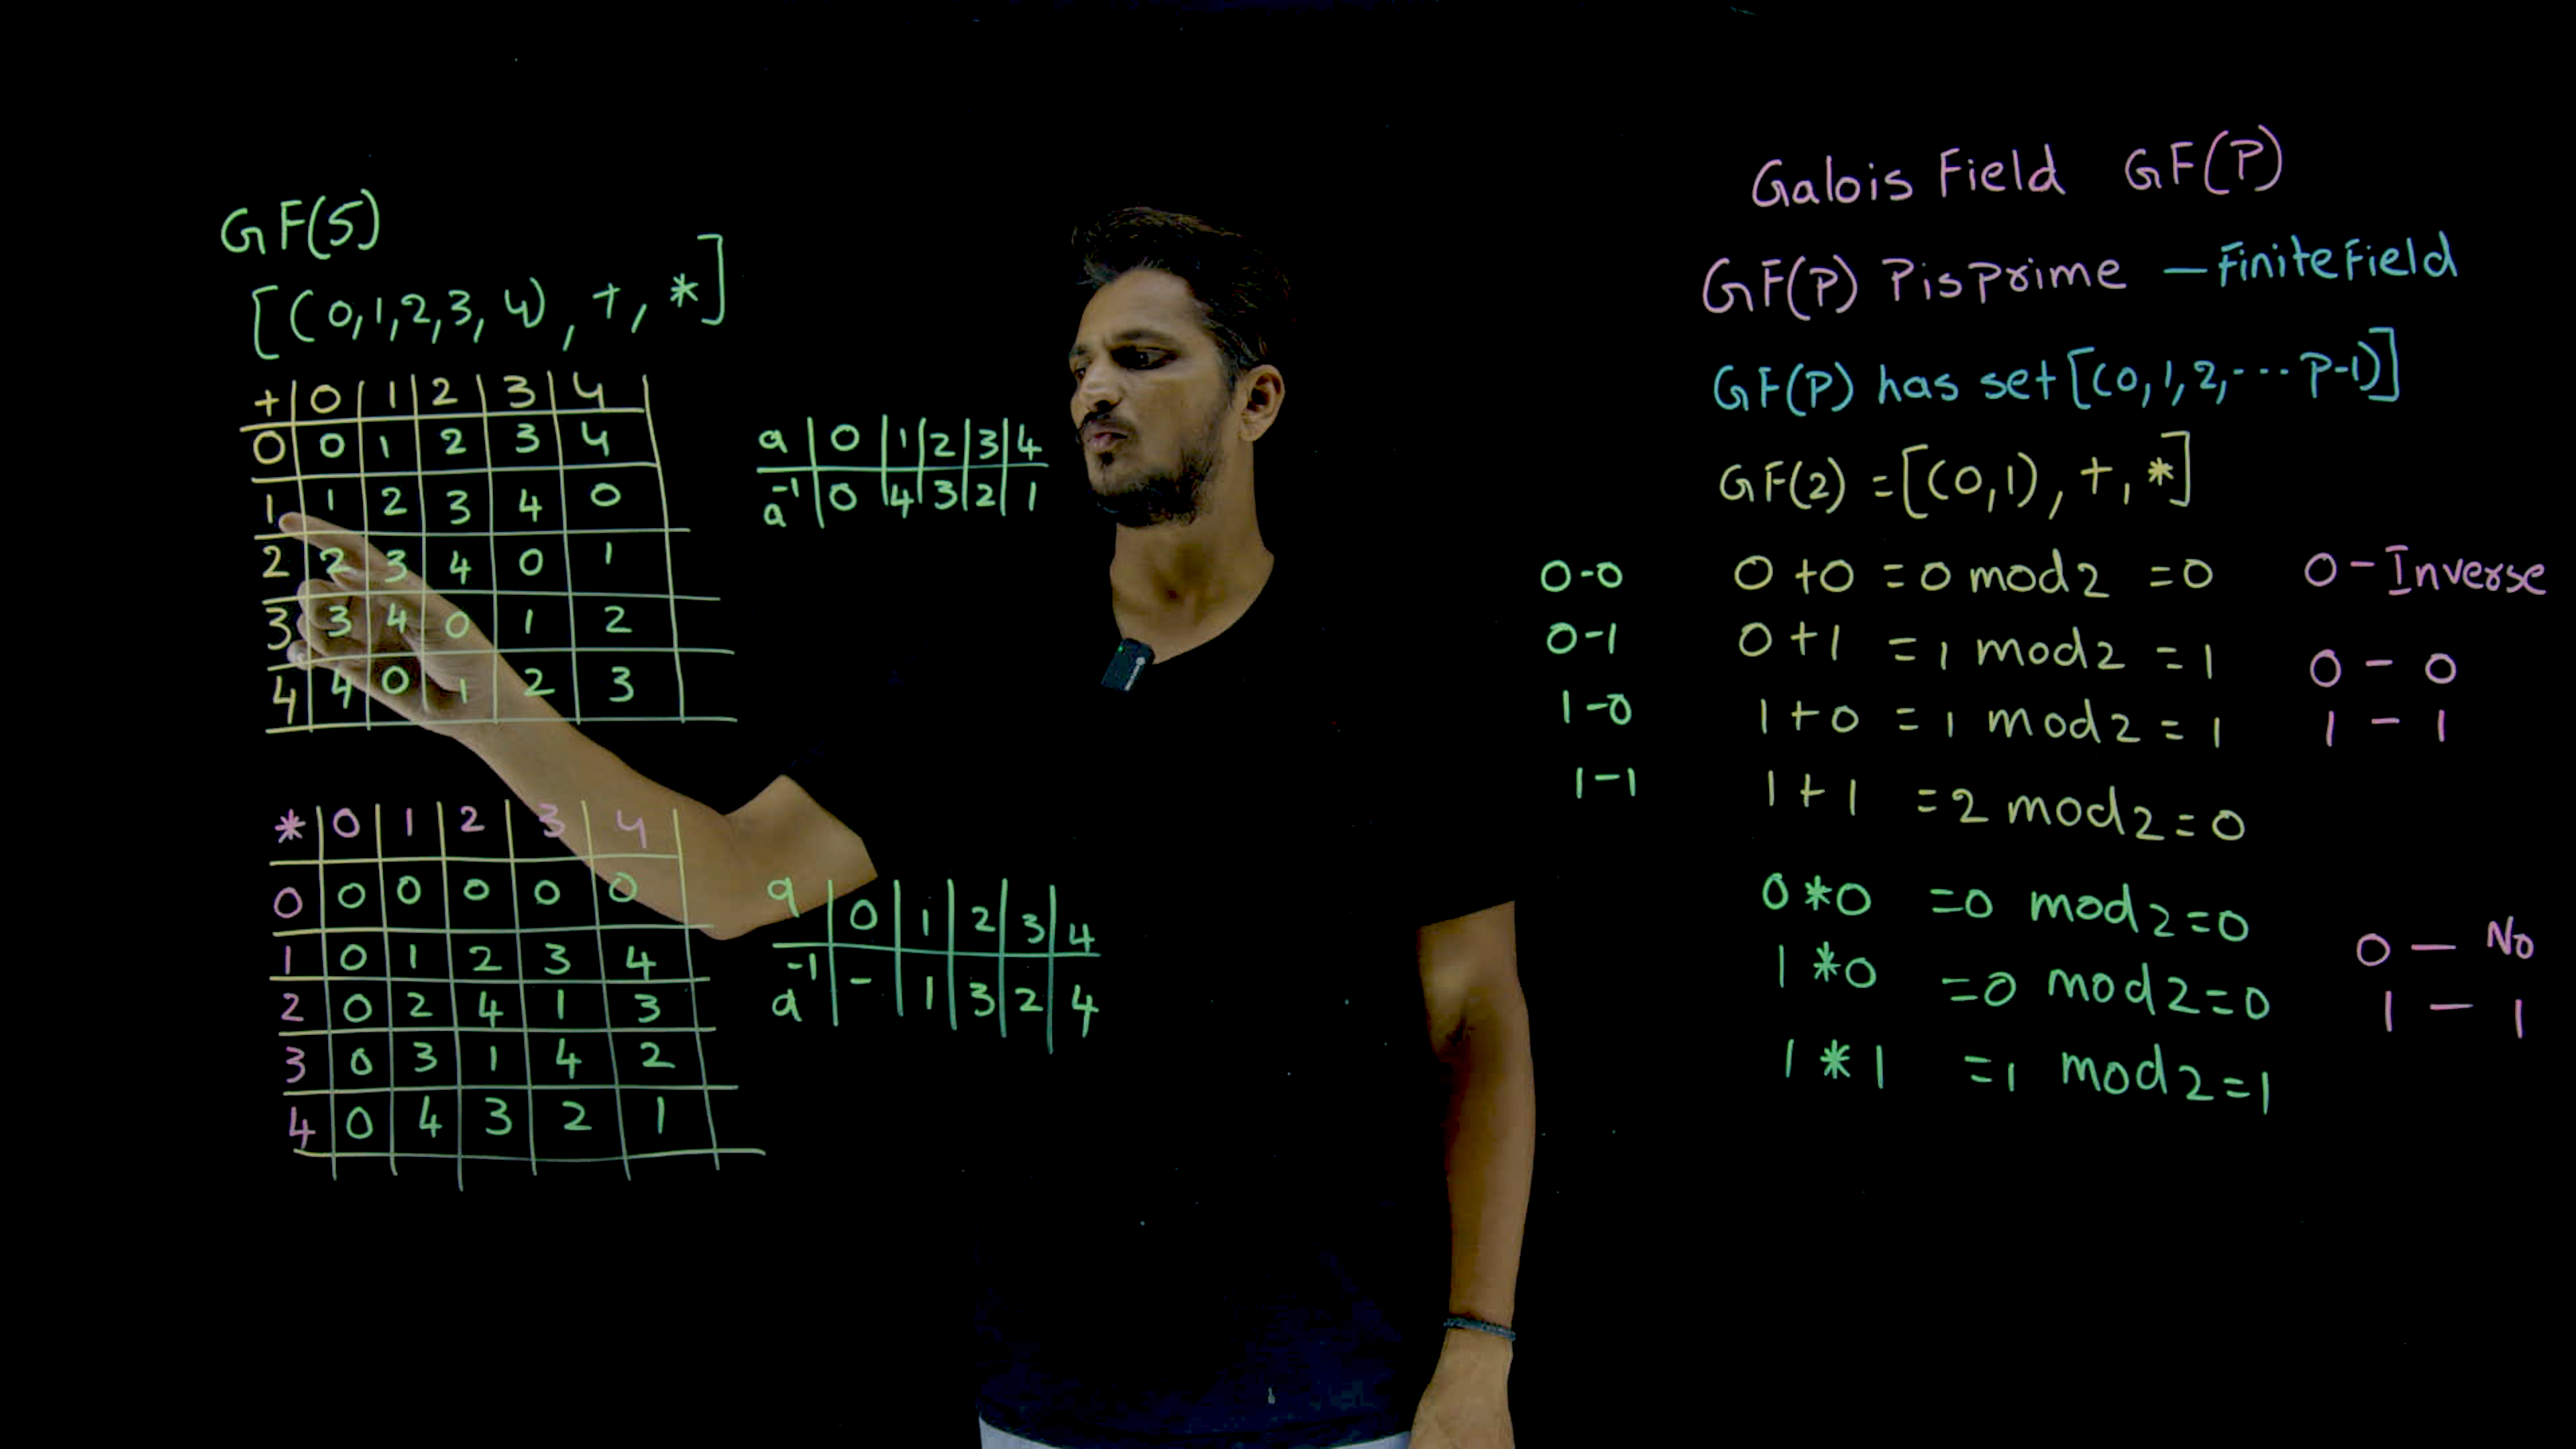 GF(5)
[(0,1,2,3,4), +, *]
+ 0 1 2 3 4
0 0 1 2 3 4
1 1 2 3 4 0
2 2 3 4 0 1
3 3 4 0 1 2
4 4 0 1 2 3
a 0 1 2 3 4
a⁻¹ 0 4 3 2 1
* 0 1 2 3 4
0 0 0 0 0 0
1 0 1 2 3 4
2 0 2 4 1 3
3 0 3 1 4 2
4 0 4 3 2 1
a 0 1 2 3 4
a⁻¹ - 1 3 2 4
Galois Field GF(P)
GF(P) P is Prime - Finite Field
GF(P) has set [(0,1,2,... P-1)]
GF(2) = [(0,1), +, *]
0-0 0+0 = 0 mod 2 = 0 0-Inverse
0-1 0+1 = 1 mod 2 = 1 0 - 0
1-0 1+0 = 1 mod 2 = 1 1 - 1
1-1 1+1 = 2 mod 2 = 0
0*0 = 0 mod 2 = 0 0 - No
1*0 = 0 mod 2 = 0 1 - 1
1*1 = 1 mod 2 = 1